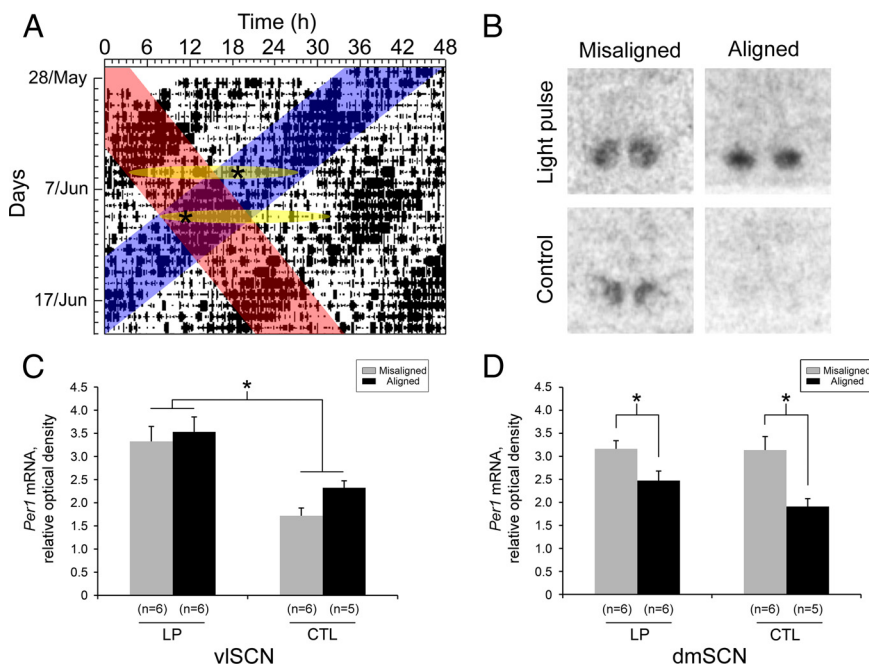 A
Time (h)
0 6 12 18 24 30 36 42 48
28/May
7/Jun
17/Jun
Days
*
*
B
Misaligned Aligned
Light pulse
Control
C
Misaligned
Aligned
*
4.5
4.0
3.5
3.0
2.5
2.0
1.5
1.0
0.5
0
Per1 mRNA,
relative optical density
(n=6) (n=6) (n=6) (n=5)
LP CTL
vlSCN
D
Misaligned
Aligned
* *
4.5
4.0
3.5
3.0
2.5
2.0
1.5
1.0
0.5
0
Per1 mRNA,
relative optical density
(n=6) (n=6) (n=6) (n=5)
LP CTL
dmSCN